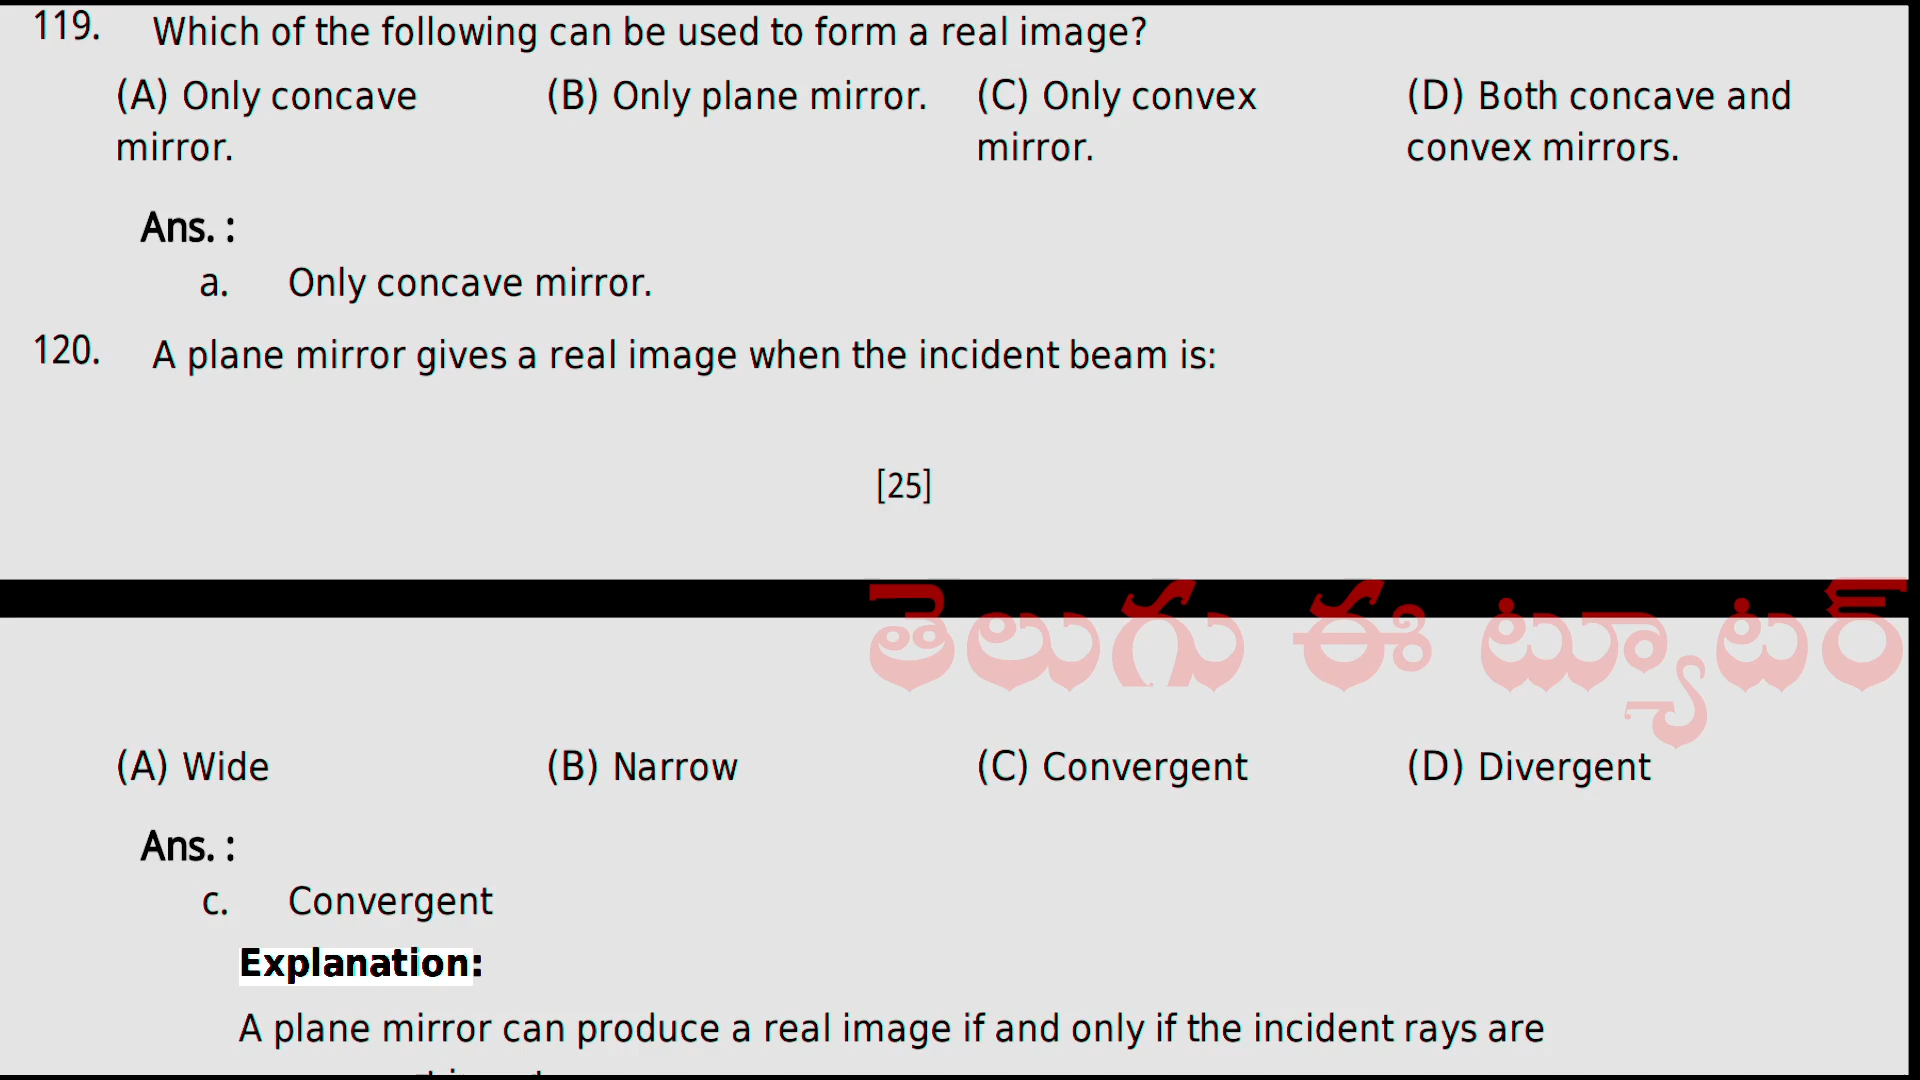 119. Which of the following can be used to form a real image?
(A) Only concave mirror. (B) Only plane mirror. (C) Only convex mirror. (D) Both concave and convex mirrors.
Ans. :
a. Only concave mirror.
120. A plane mirror gives a real image when the incident beam is:
[25]
తెలుగు ఈ ట్యూటర్
(A) Wide (B) Narrow (C) Convergent (D) Divergent
Ans. :
c. Convergent
Explanation:
A plane mirror can produce a real image if and only if the incident rays are